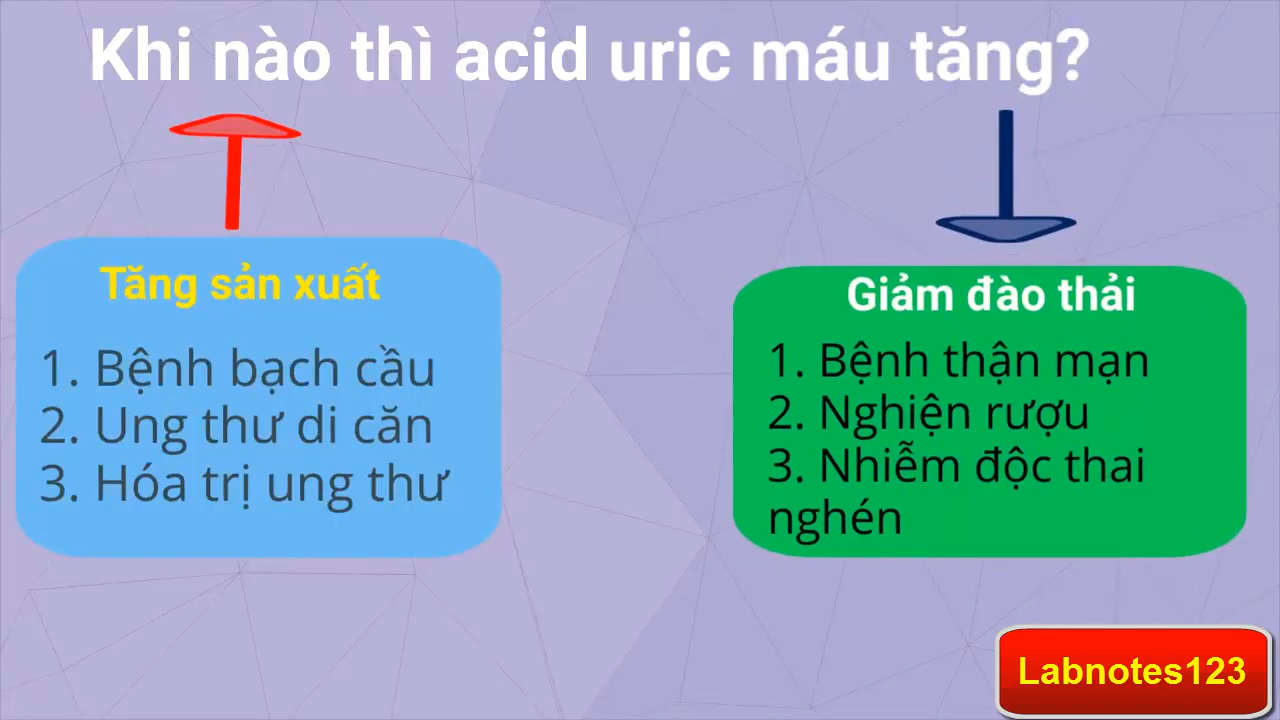 Khi nào thì acid uric máu tăng?
Tăng sản xuất
1. Bệnh bạch cầu
2. Ung thư di căn
3. Hóa trị ung thư
Giảm đào thải
1. Bệnh thận mạn
2. Nghiện rượu
3. Nhiễm độc thai
nghén
Labnotes123